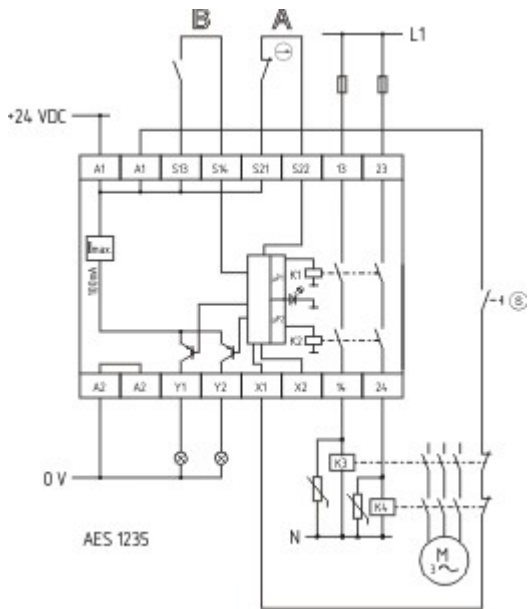 B A
L1
+24 VDC
A1 A1 S13 S14 S21 S22 13 23
Imax.
100mA
K1
K2
S
A2 A2 Y1 Y2 X1 X2 14 24
K3
0 V
K4
N
AES 1235
M
3~